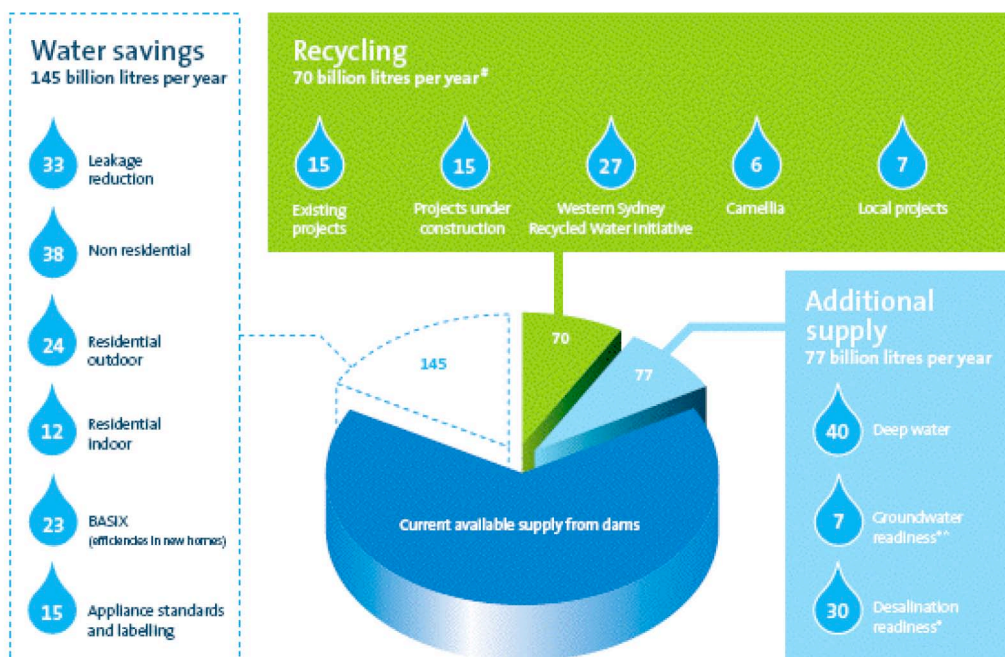 Water savings
145 billion litres per year
33
Leakage
reduction
38
Non residential
24
Residential
outdoor
12
Residential
indoor
23
BASIX
(efficiencies in new homes)
15
Appliance standards
and labelling
Recycling
70 billion litres per year#
15
Existing
projects
15
Projects under
construction
27
Western Sydney
Recycled Water Initiative
6
Camellia
7
Local projects
145
70
77
Current available supply from dams
Additional
supply
77 billion litres per year
40
Deep water
7
Groundwater
readiness*^
30
Desalination
readiness*